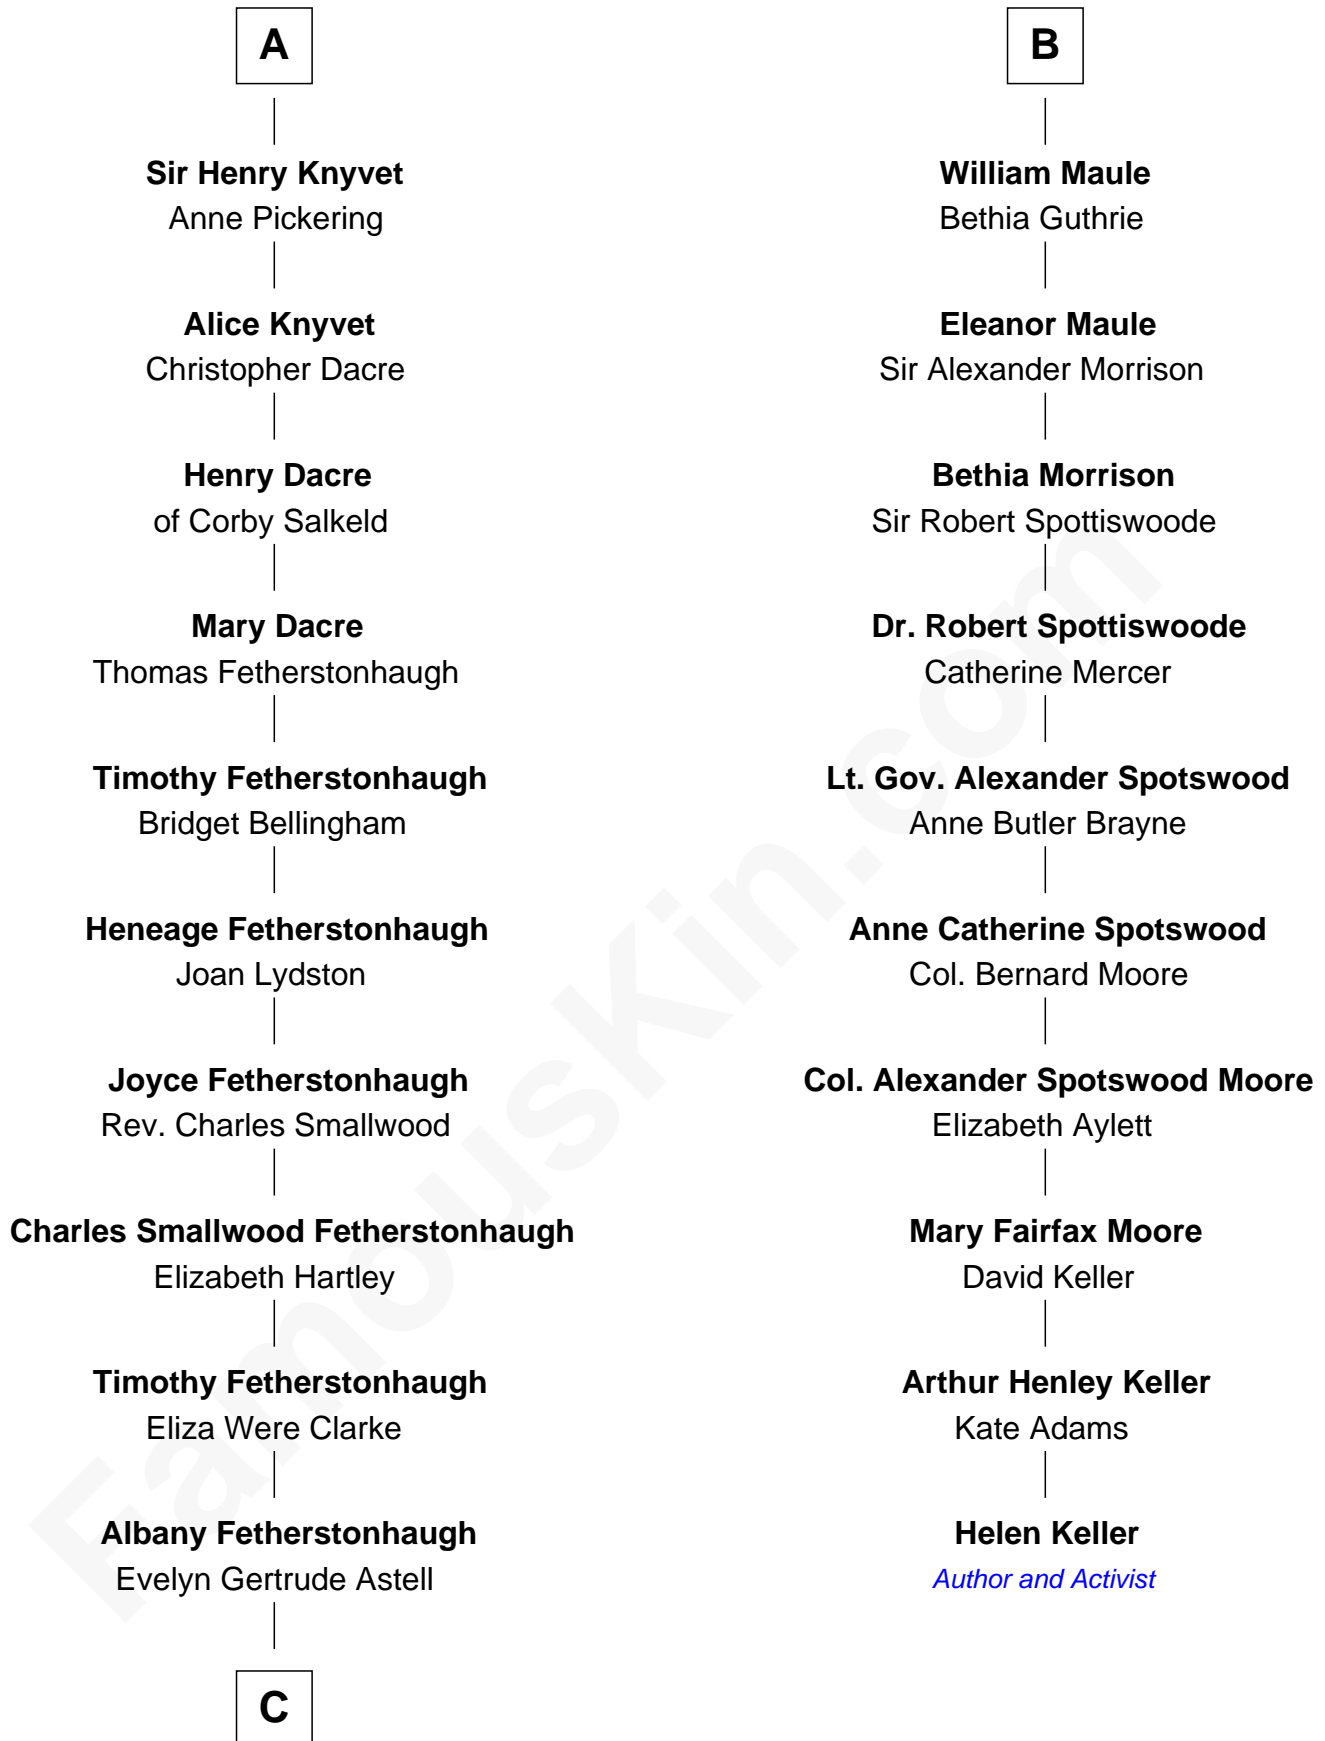 A
Sir Henry Knyvet
Anne Pickering
Alice Knyvet
Christopher Dacre
Henry Dacre
of Corby Salkeld
Mary Dacre
Thomas Fetherstonhaugh
Timothy Fetherstonhaugh
Bridget Bellingham
Heneage Fetherstonhaugh
Joan Lydston
Joyce Fetherstonhaugh
Rev. Charles Smallwood
Charles Smallwood Fetherstonhaugh
Elizabeth Hartley
Timothy Fetherstonhaugh
Eliza Were Clarke
Albany Fetherstonhaugh
Evelyn Gertrude Astell
C
B
William Maule
Bethia Guthrie
Eleanor Maule
Sir Alexander Morrison
Bethia Morrison
Sir Robert Spottiswoode
Dr. Robert Spottiswoode
Catherine Mercer
Lt. Gov. Alexander Spotswood
Anne Butler Brayne
Anne Catherine Spotswood
Col. Bernard Moore
Col. Alexander Spotswood Moore
Elizabeth Aylett
Mary Fairfax Moore
David Keller
Arthur Henley Keller
Kate Adams
Helen Keller
Author and Activist
FamousKin.com